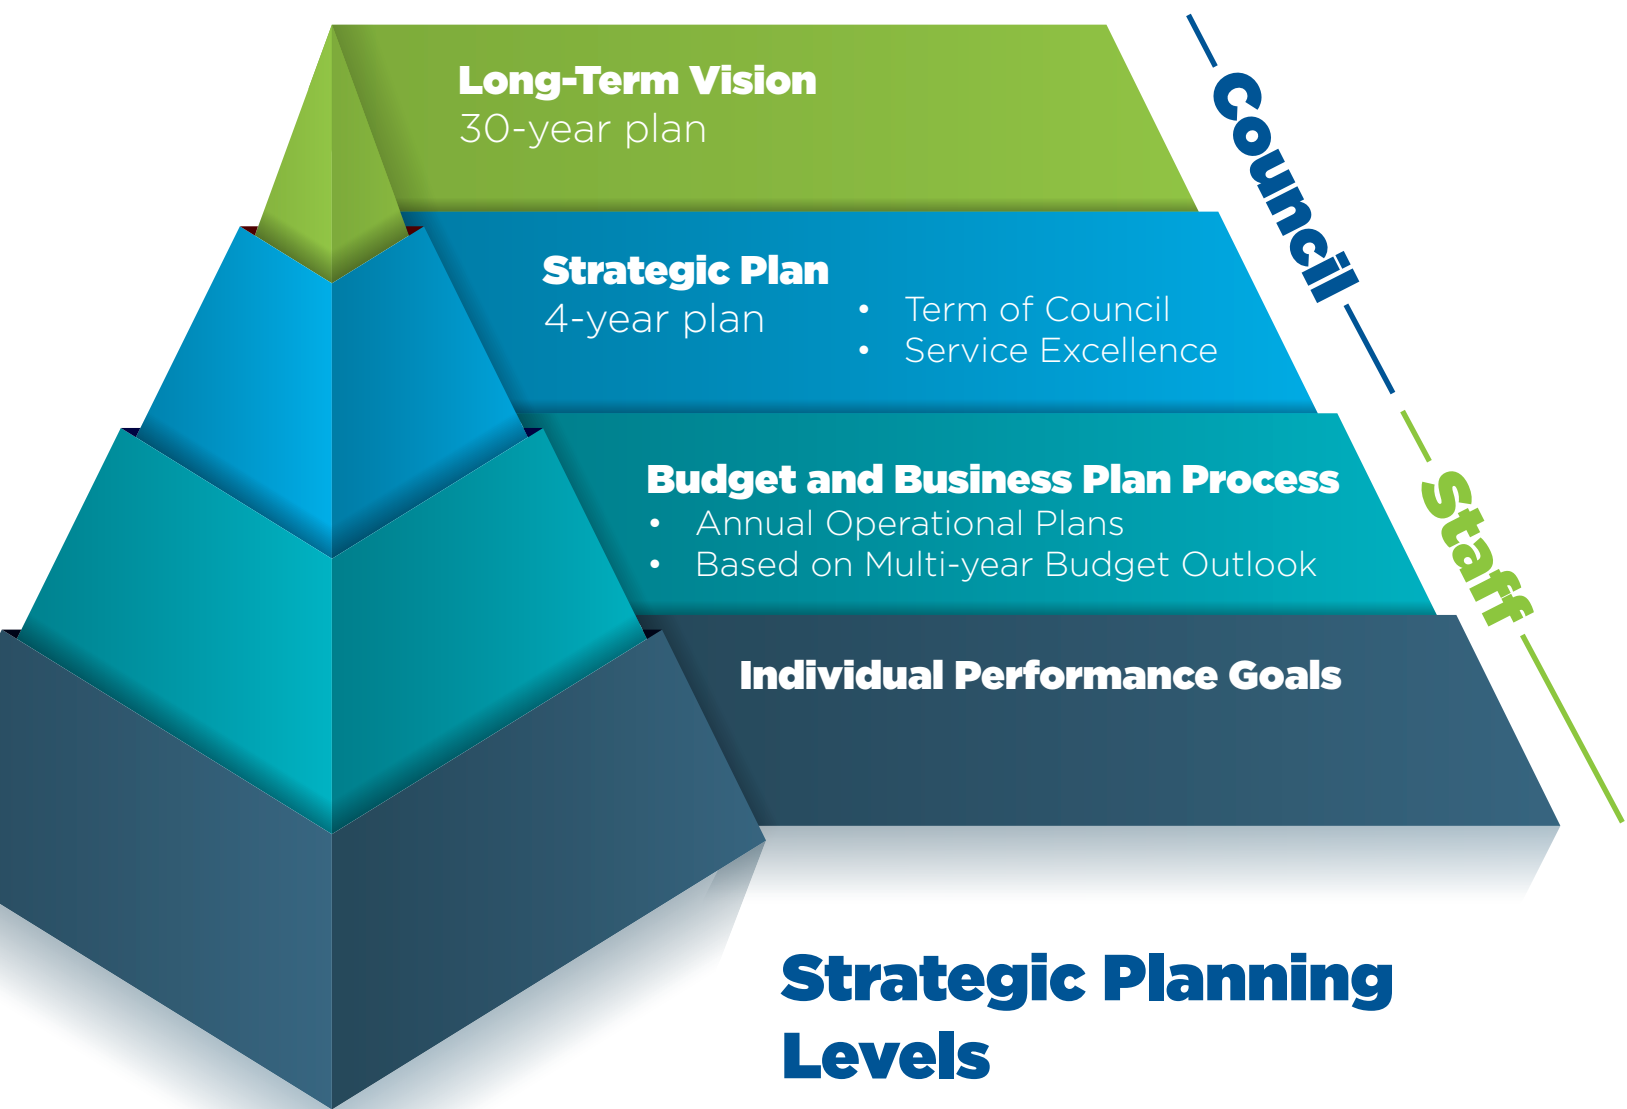 Long-Term Vision
30-year plan
Strategic Plan
4-year plan
• Term of Council
• Service Excellence
Budget and Business Plan Process
• Annual Operational Plans
• Based on Multi-year Budget Outlook
Individual Performance Goals
Council
Staff
Strategic Planning
Levels